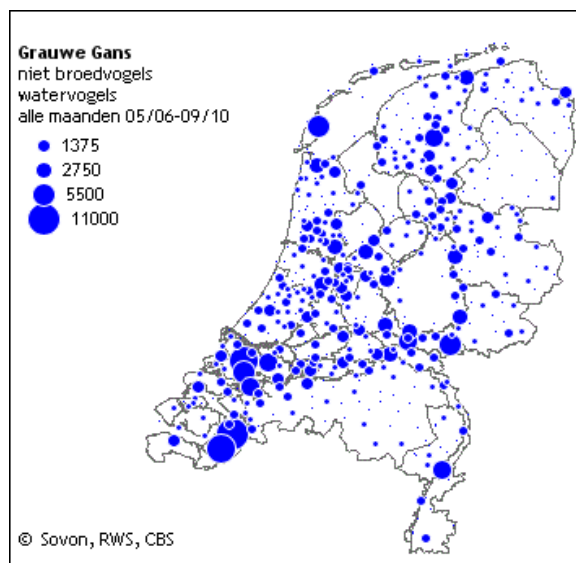 Grauwe Gans
niet broedvogels
watervogels
alle maanden 05/06-09/10
1375
2750
5500
11000
© Sovon, RWS, CBS